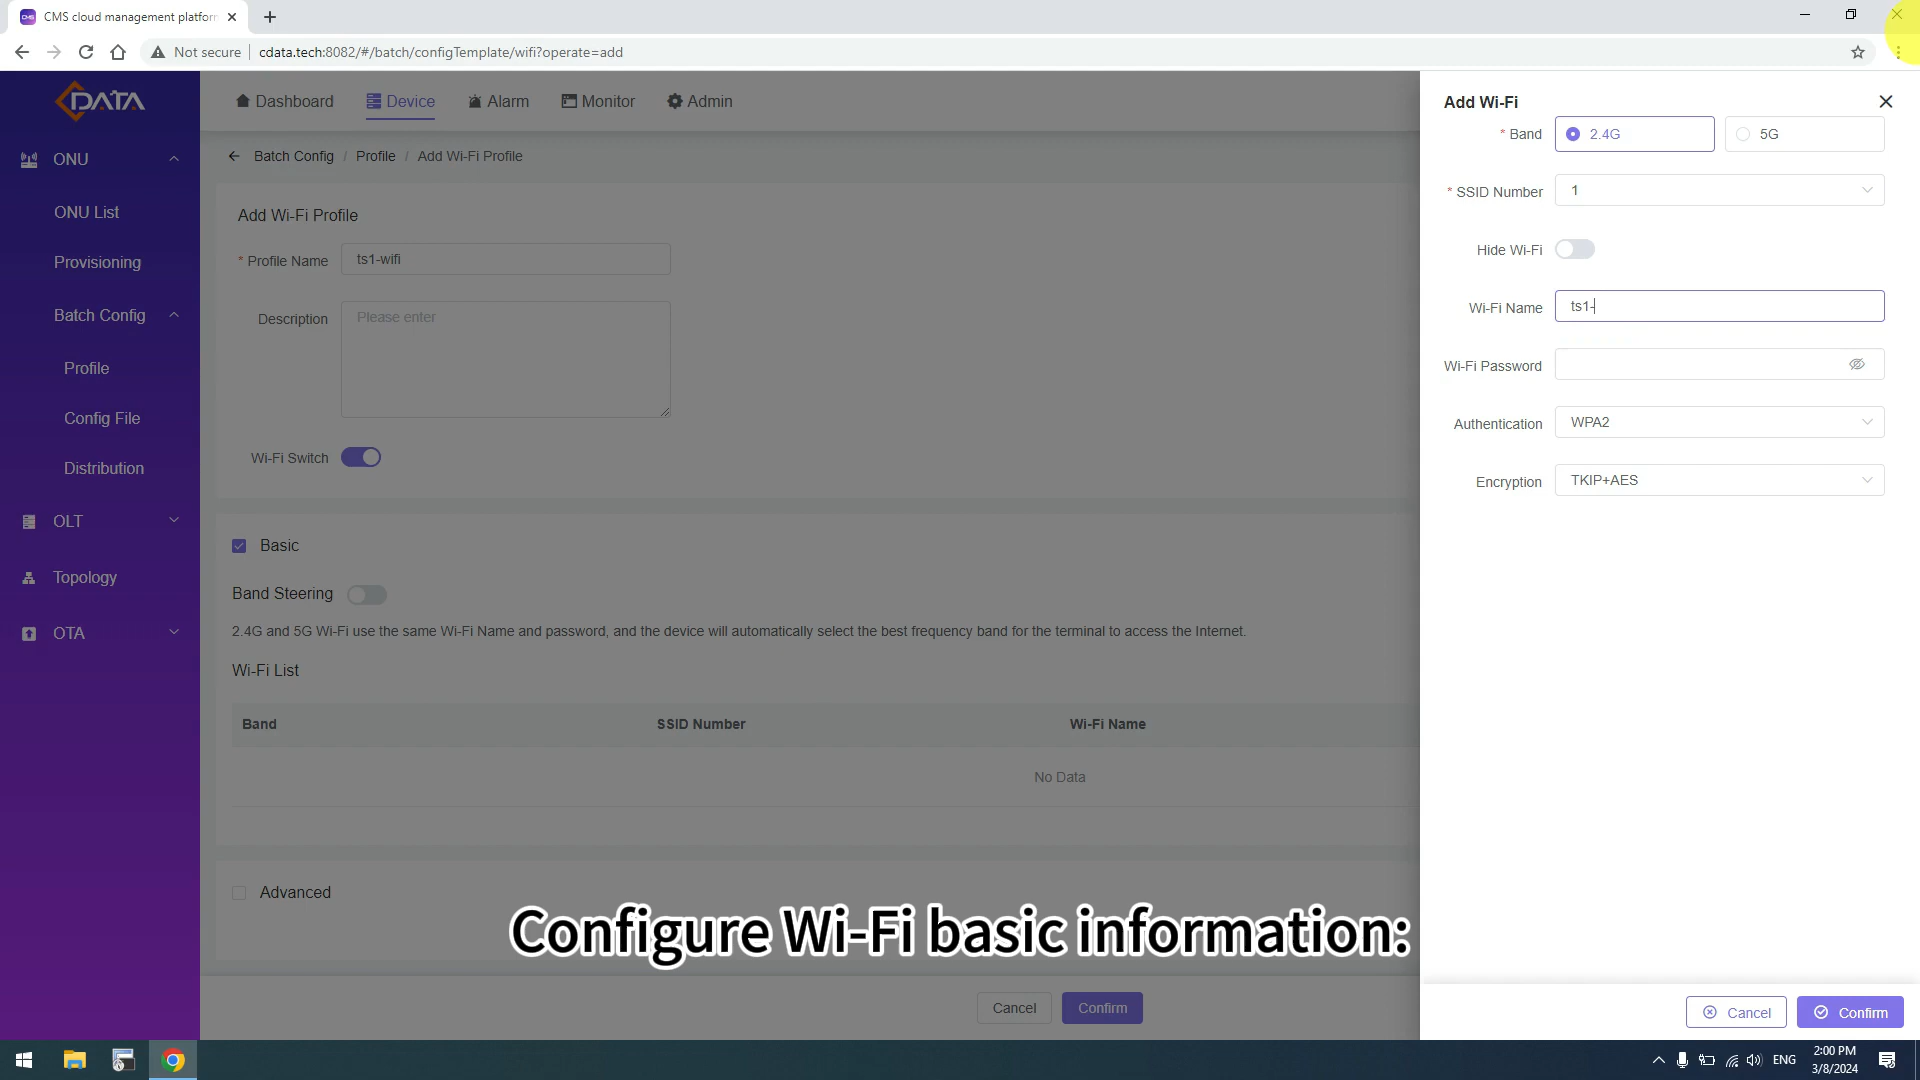 CMS cloud management platforn
Not secure
cdata.tech:8082/#/batch/configTemplate/wifi?operate=add
CDATA
Dashboard
Device
Alarm
Monitor
Admin
ONU
ONU List
Provisioning
Batch Config
Profile
Config File
Distribution
OLT
Topology
OTA
Batch Config / Profile / Add Wi-Fi Profile
Add Wi-Fi Profile
* Profile Name
ts1-wifi
Description
Please enter
Wi-Fi Switch
Basic
Band Steering
2.4G and 5G Wi-Fi use the same Wi-Fi Name and password, and the device will automatically select the best frequency band for the terminal to access the Internet.
Wi-Fi List
Band SSID Number Wi-Fi Name
No Data
Advanced
Configure Wi-Fi basic information:
Cancel
Confirm
Add Wi-Fi
* Band
2.4G
5G
* SSID Number
1
Hide Wi-Fi
Wi-Fi Name
ts1-
Wi-Fi Password
Authentication
WPA2
Encryption
TKIP+AES
Cancel
Confirm
ENG
2:00 PM
3/8/2024